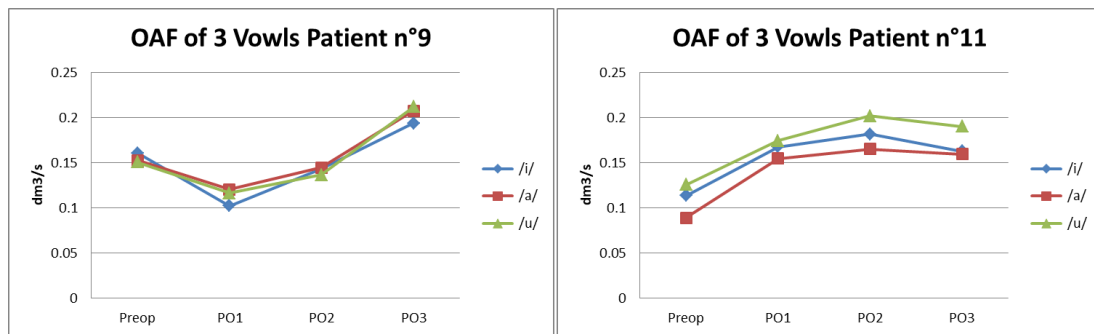 OAF of 3 Vowls Patient n°9
0.25
0.2
0.15
0.1
0.05
0
dm3/s
Preop PO1 PO2 PO3
/i/
/a/
/u/
OAF of 3 Vowls Patient n°11
0.25
0.2
0.15
0.1
0.05
0
dm3/s
Preop PO1 PO2 PO3
/i/
/a/
/u/